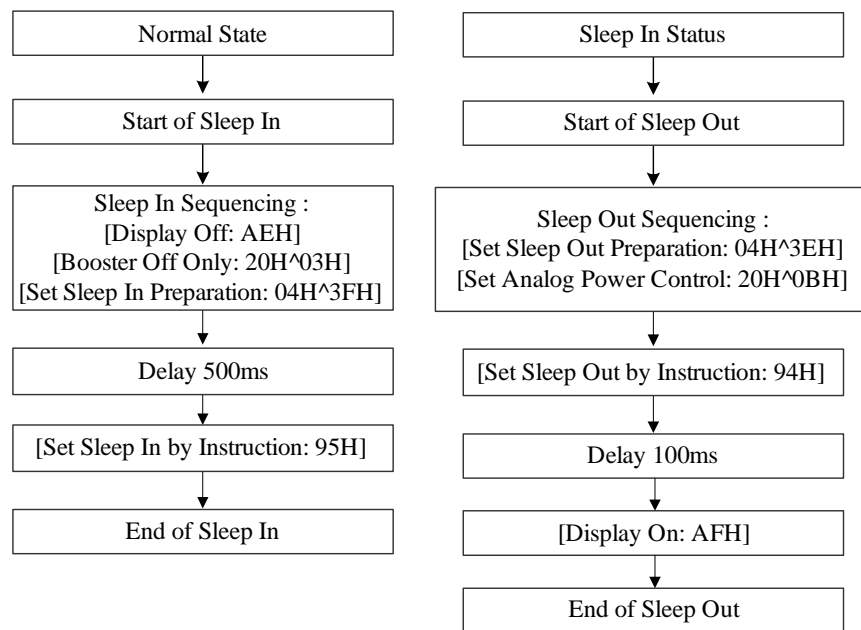 Normal State
Start of Sleep In
Sleep In Sequencing :
[Display Off: AEH]
[Booster Off Only: 20H^03H]
[Set Sleep In Preparation: 04H^3FH]
Delay 500ms
[Set Sleep In by Instruction: 95H]
End of Sleep In
Sleep In Status
Start of Sleep Out
Sleep Out Sequencing :
[Set Sleep Out Preparation: 04H^3EH]
[Set Analog Power Control: 20H^0BH]
[Set Sleep Out by Instruction: 94H]
Delay 100ms
[Display On: AFH]
End of Sleep Out